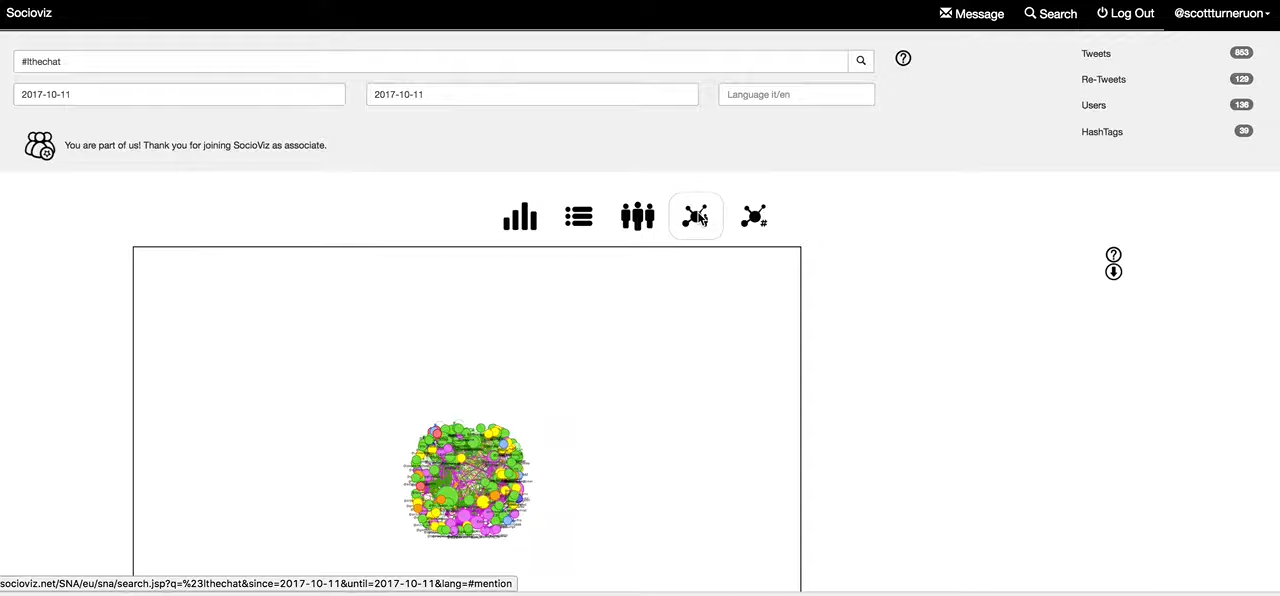 Socioviz
Message
Search
Log Out
@scottturneruon
#lthechat
2017-10-11
2017-10-11
Language it/en
Tweets 853
Re-Tweets 129
Users 136
HashTags 39
You are part of us! Thank you for joining SocioViz as associate.
#
socioviz.net/SNA/eu/sna/search.jsp?q=%23lthechat&since=2017-10-11&until=2017-10-11&lang=#mention